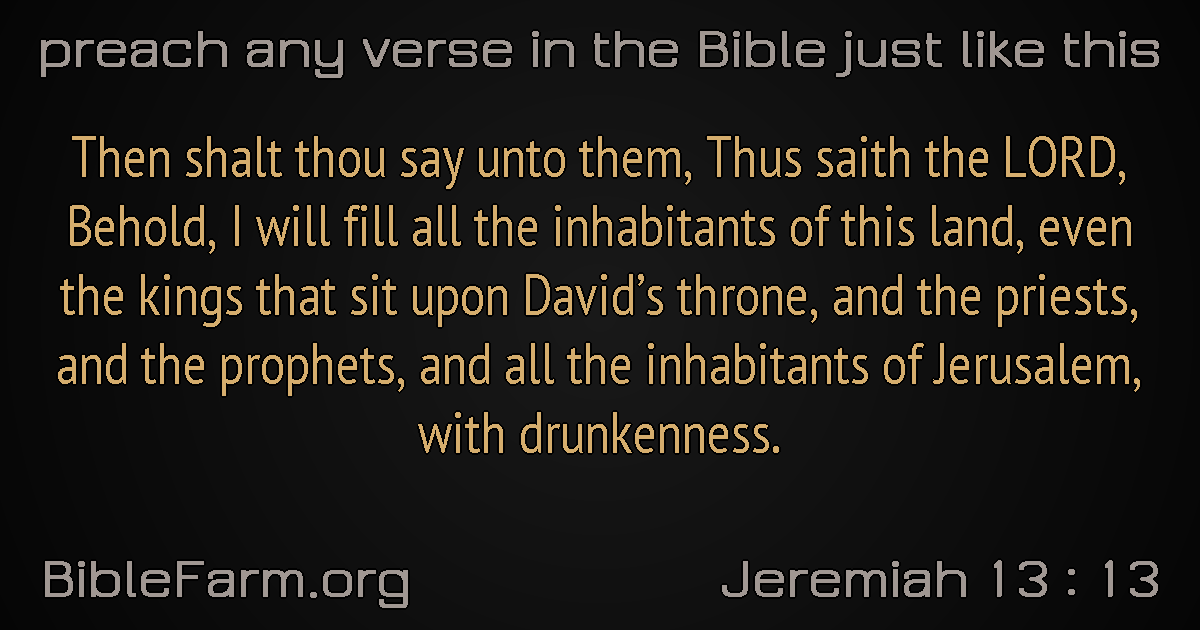 preach any verse in the Bible just like this
Then shalt thou say unto them, Thus saith the LORD,
Behold, I will fill all the inhabitants of this land, even
the kings that sit upon David’s throne, and the priests,
and the prophets, and all the inhabitants of Jerusalem,
with drunkenness.
BibleFarm.org
Jeremiah 13 : 13